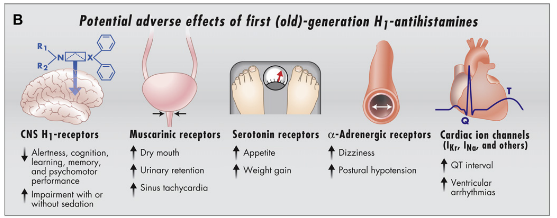 B
Potential adverse effects of first (old)-generation H₁-antihistamines
R₁
R₂
N
X
Q
T
CNS H₁-receptors
↓ Alertness, cognition,
learning, memory,
and psychomotor
performance
↑ Impairment with or
without sedation
Muscarinic receptors
↑ Dry mouth
↑ Urinary retention
↑ Sinus tachycardia
Serotonin receptors
↑ Appetite
↑ Weight gain
α-Adrenergic receptors
↑ Dizziness
↑ Postural hypotension
Cardiac ion channels
(I_Kr, I_Na, and others)
↑ QT interval
↑ Ventricular
arrhythmias